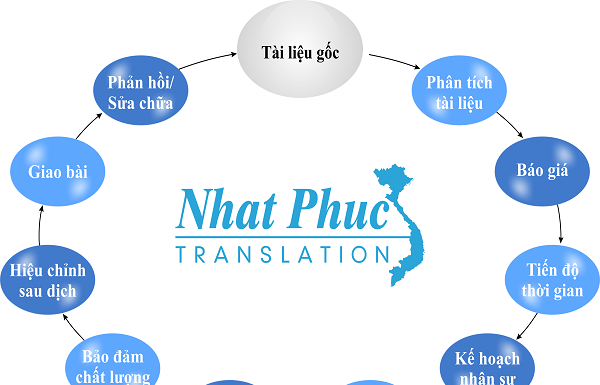 Tài liệu gốc
Phân tích
tài liệu
Báo giá
Tiến độ
thời gian
Kế hoạch
nhân sự
Bảo đảm
chất lượng
Hiệu chỉnh
sau dịch
Giao bài
Phản hồi/
Sửa chữa
Nhat Phuc
TRANSLATION